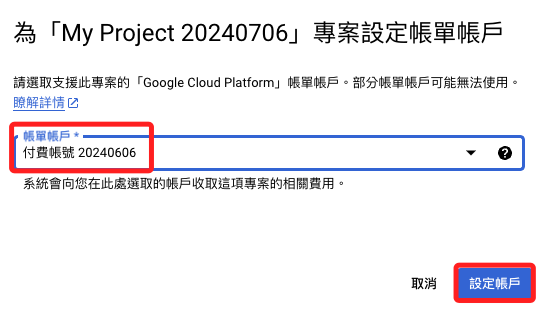 為「My Project 20240706」專案設定帳單帳戶
請選取支援此專案的「Google Cloud Platform」帳單帳戶。部分帳單帳戶可能無法使用。
瞭解詳情
帳單帳戶 *
付費帳號 20240606
系統會向您在此處選取的帳戶收取這項專案的相關費用。
取消 設定帳戶